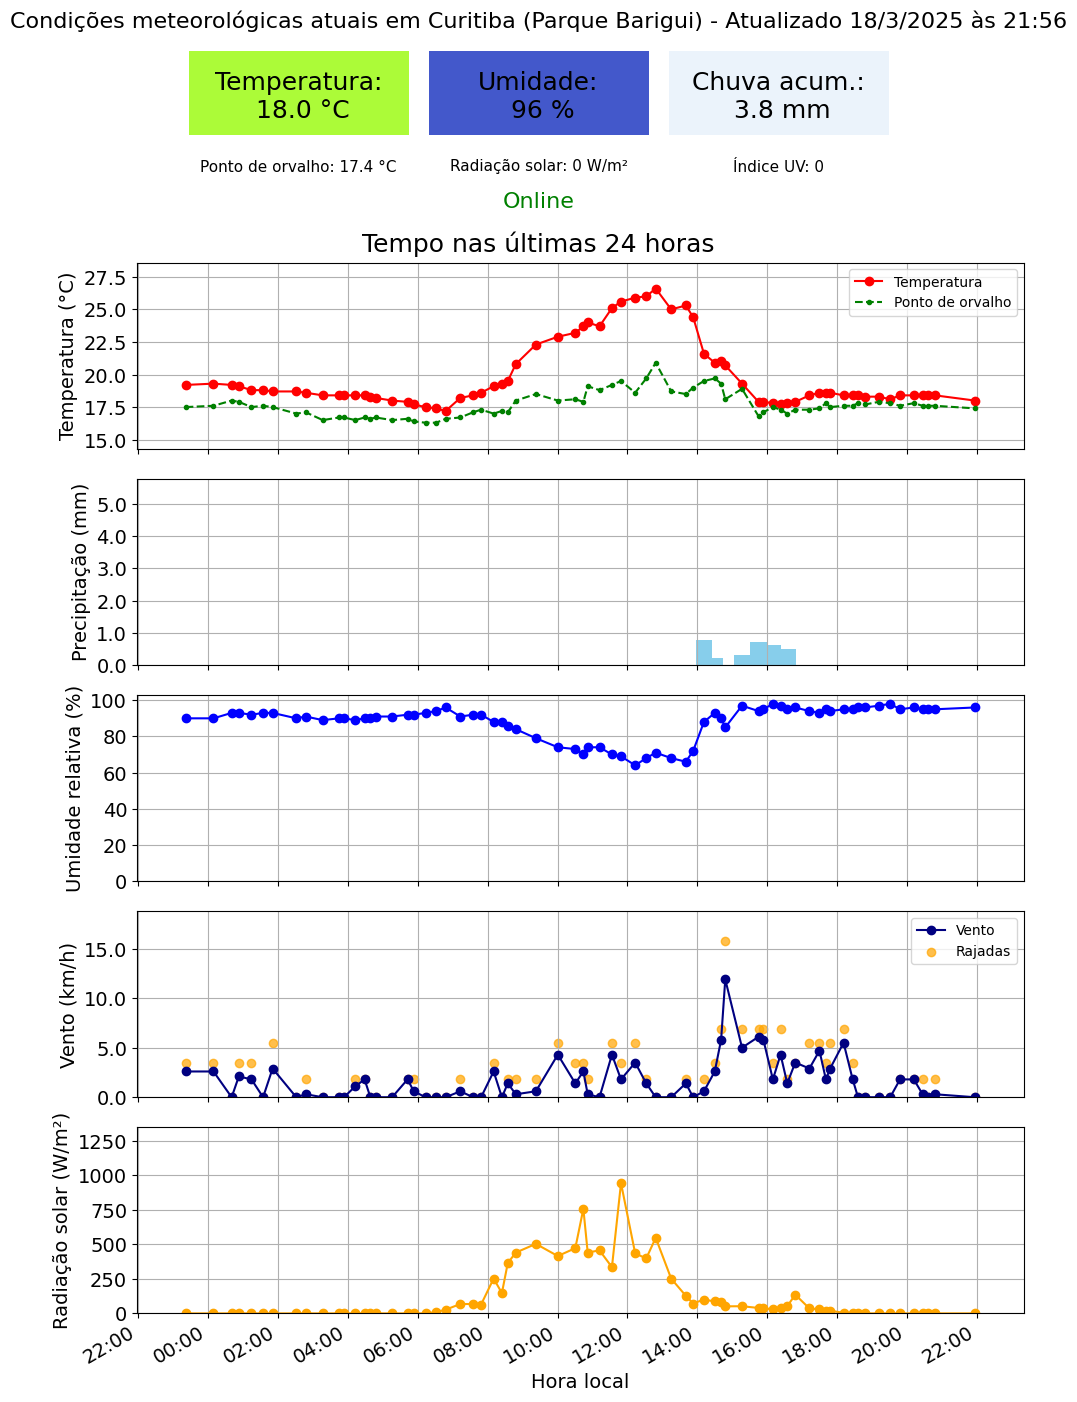 Condições meteorológicas atuais em Curitiba (Parque Barigui) - Atualizado 18/3/2025 às 21:56
Temperatura:
18.0 °C
Umidade:
96 %
Chuva acum.:
3.8 mm
Ponto de orvalho: 17.4 °C
Radiação solar: 0 W/m²
Índice UV: 0
Online
Tempo nas últimas 24 horas
Temperatura (°C)
27.5
25.0
22.5
20.0
17.5
15.0
Temperatura
Ponto de orvalho
Precipitação (mm)
5.0
4.0
3.0
2.0
1.0
0.0
Umidade relativa (%)
100
80
60
40
20
0
Vento (km/h)
15.0
10.0
5.0
0.0
Vento
Rajadas
Radiação solar (W/m²)
1250
1000
750
500
250
0
22:00
00:00
02:00
04:00
06:00
08:00
10:00
12:00
14:00
16:00
18:00
20:00
22:00
Hora local